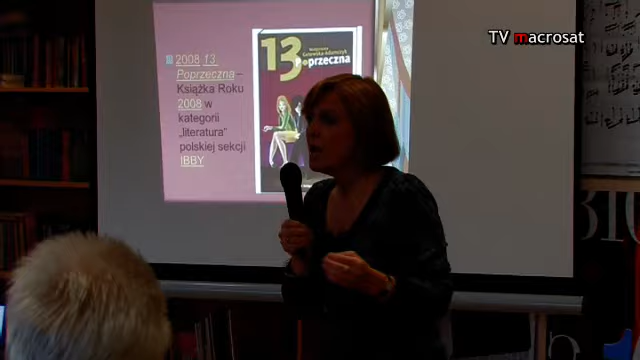 TV macrosat
2008 13.
Poprzeczna –
Książka Roku
2008 w
kategorii
„literatura”
polskiej sekcji
IBBY
13
Poprzeczna